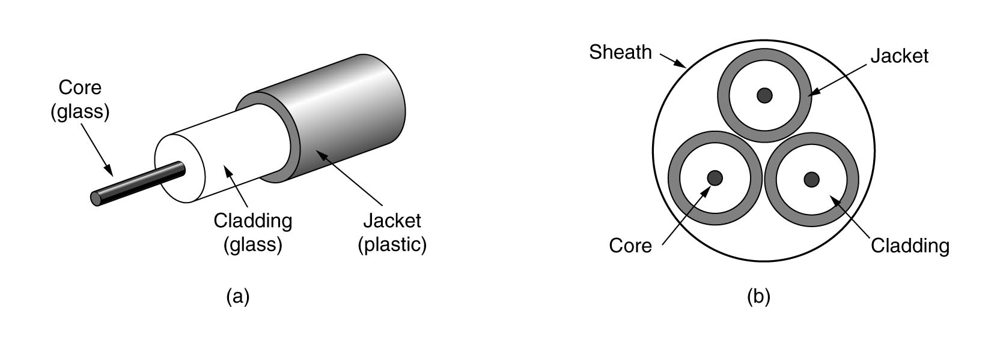 Core
(glass)
Cladding
(glass)
Jacket
(plastic)
(a)
Sheath
Jacket
Core
Cladding
(b)